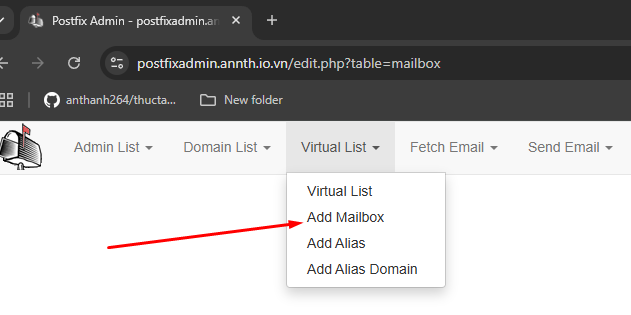 Postfix Admin - postfixadmin.ann
postfixadmin.annth.io.vn/edit.php?table=mailbox
anthanh264/thucta... New folder
Admin List Domain List Virtual List Fetch Email Send Email
Virtual List
Add Mailbox
Add Alias
Add Alias Domain